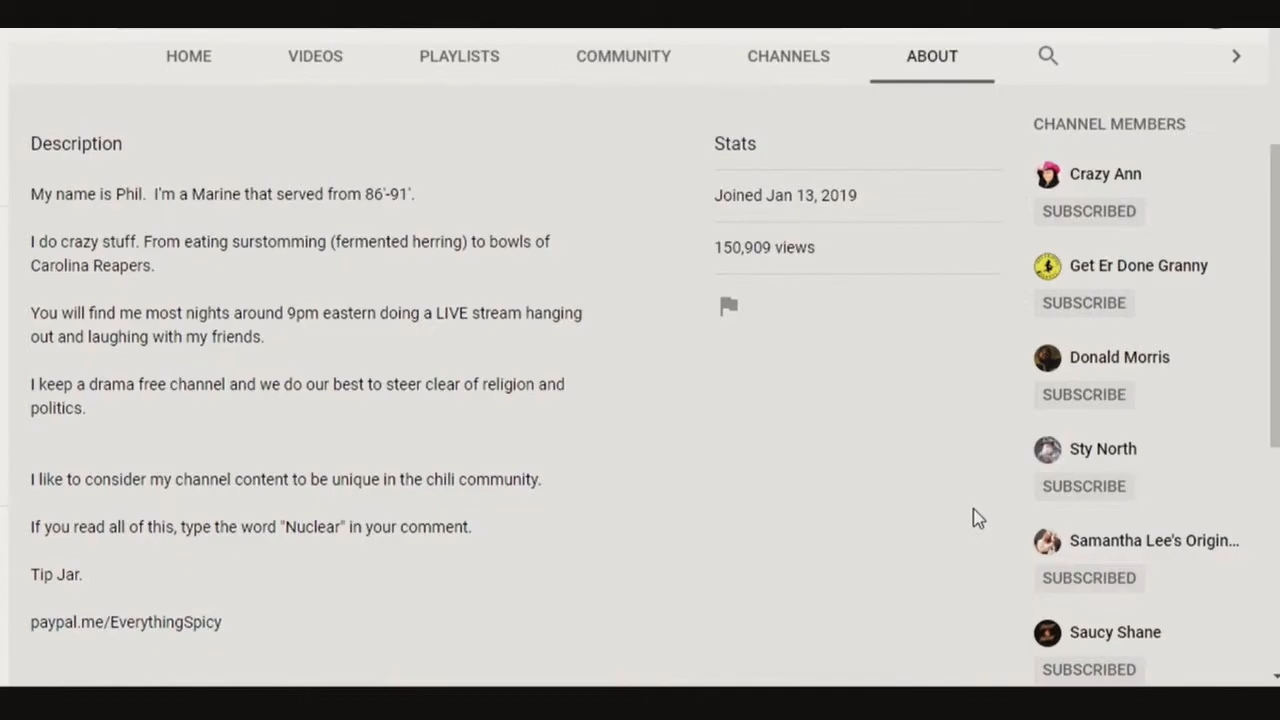 HOME VIDEOS PLAYLISTS COMMUNITY CHANNELS ABOUT
Description
My name is Phil.  I'm a Marine that served from 86'-91'.
I do crazy stuff. From eating surstomming (fermented herring) to bowls of
Carolina Reapers.
You will find me most nights around 9pm eastern doing a LIVE stream hanging
out and laughing with my friends.
I keep a drama free channel and we do our best to steer clear of religion and
politics.
I like to consider my channel content to be unique in the chili community.
If you read all of this, type the word "Nuclear" in your comment.
Tip Jar.
paypal.me/EverythingSpicy
Stats
Joined Jan 13, 2019
150,909 views
CHANNEL MEMBERS
Crazy Ann
SUBSCRIBED
Get Er Done Granny
SUBSCRIBE
Donald Morris
SUBSCRIBE
Sty North
SUBSCRIBE
Samantha Lee's Origin...
SUBSCRIBED
Saucy Shane
SUBSCRIBED